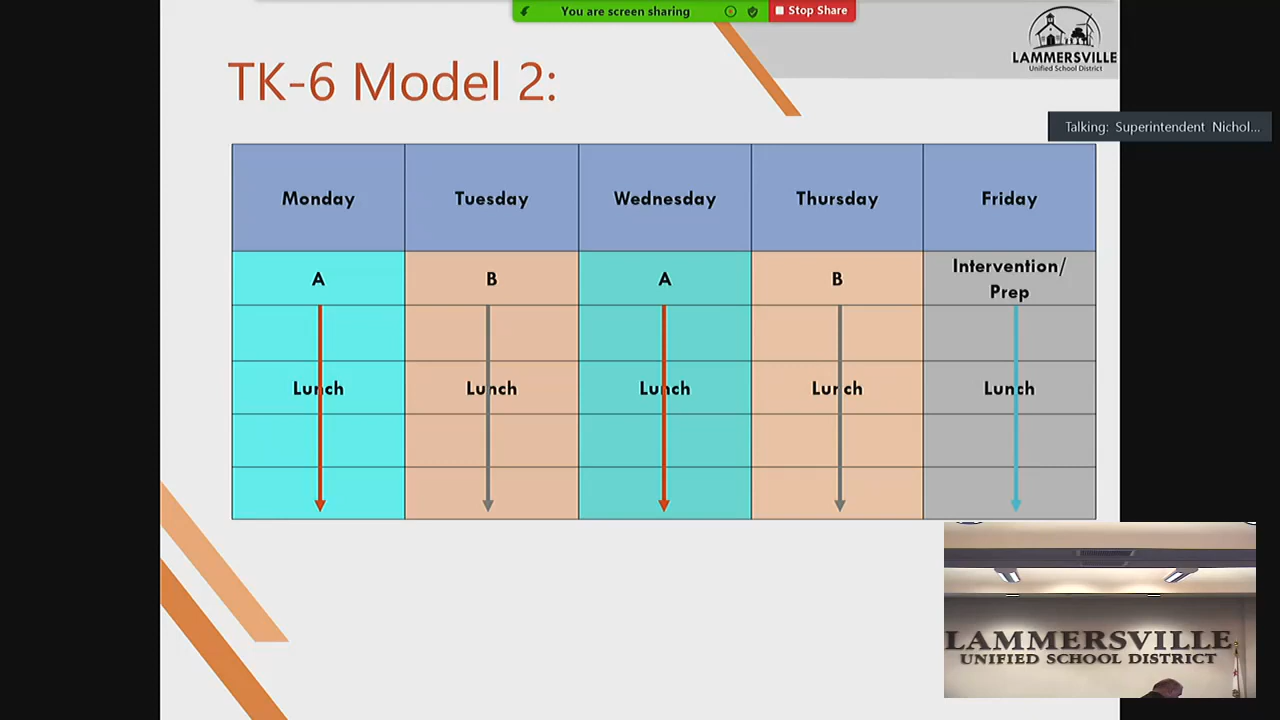 You are screen sharing
Stop Share
LAMMERSVILLE
Unified School District
TK-6 Model 2:
Talking: Superintendent Nichol...
Monday Tuesday Wednesday Thursday Friday
A B A B Intervention/
Prep
Lunch Lunch Lunch Lunch Lunch
LAMMERSVILLE
UNIFIED SCHOOL DISTRICT